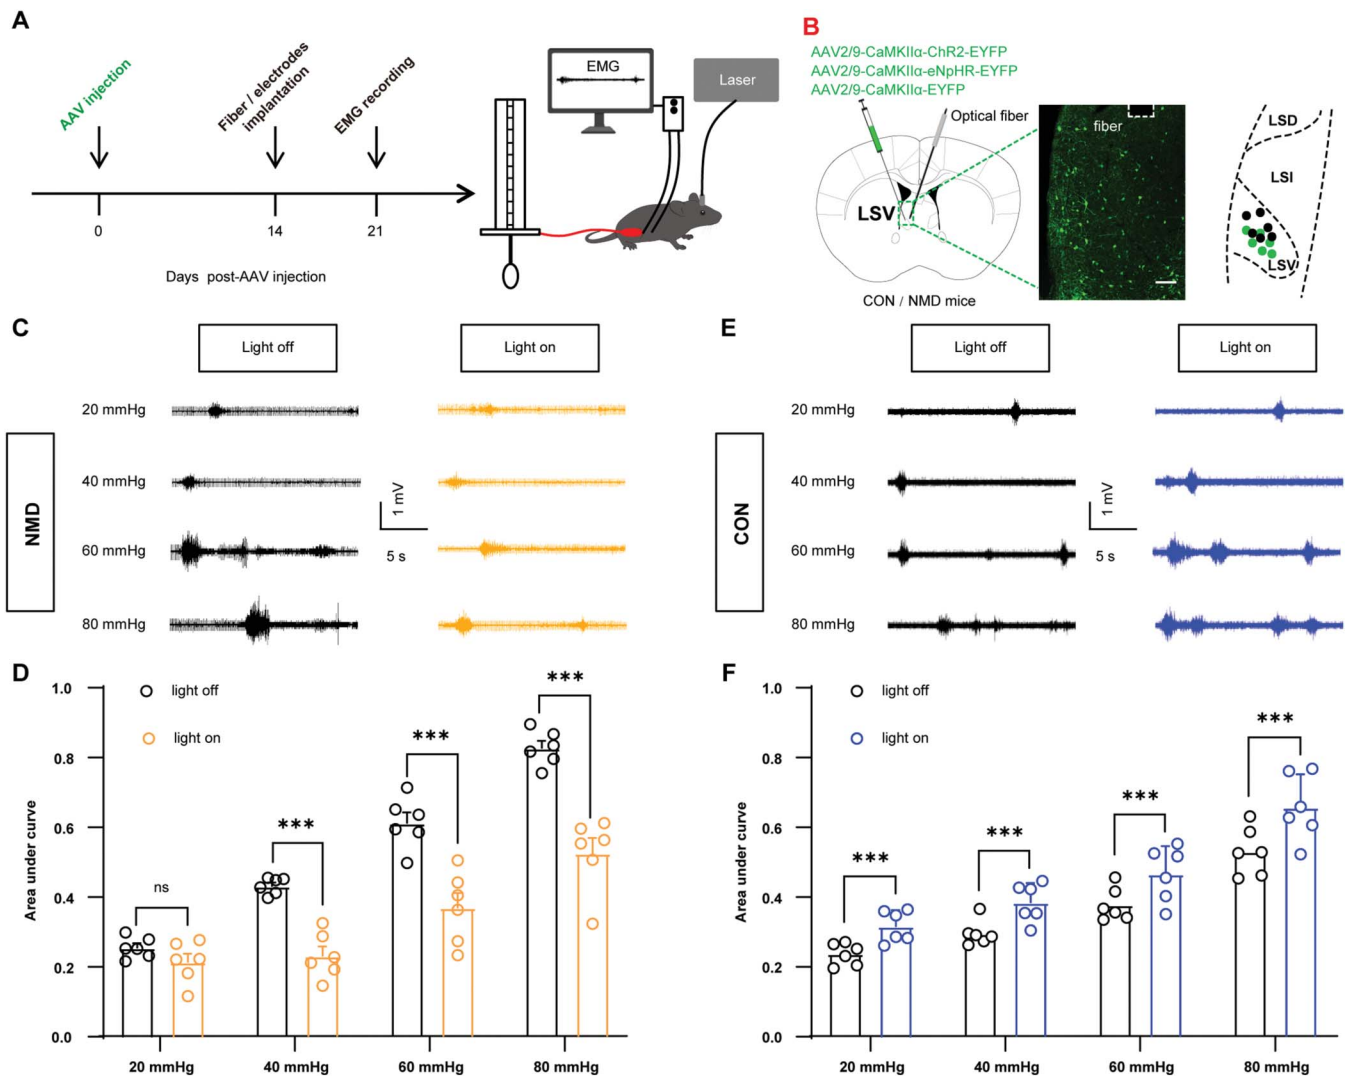 A
AAV injection
Fiber / electrodes
implantation
EMG recording
0
14
21
Days post-AAV injection
EMG
Laser
B
AAV2/9-CaMKIIα-ChR2-EYFP
AAV2/9-CaMKIIα-eNpHR-EYFP
AAV2/9-CaMKIIα-EYFP
Optical fiber
LSV
CON / NMD mice
fiber
LSD
LSI
LSV
C
Light off
Light on
NMD
20 mmHg
40 mmHg
60 mmHg
80 mmHg
1 mV
5 s
E
Light off
Light on
CON
20 mmHg
40 mmHg
60 mmHg
80 mmHg
1 mV
5 s
D
light off
light on
Area under curve
1.0
0.8
0.6
0.4
0.2
0.0
ns
***
***
***
20 mmHg
40 mmHg
60 mmHg
80 mmHg
F
light off
light on
Area under curve
1.0
0.8
0.6
0.4
0.2
0.0
***
***
***
***
20 mmHg
40 mmHg
60 mmHg
80 mmHg